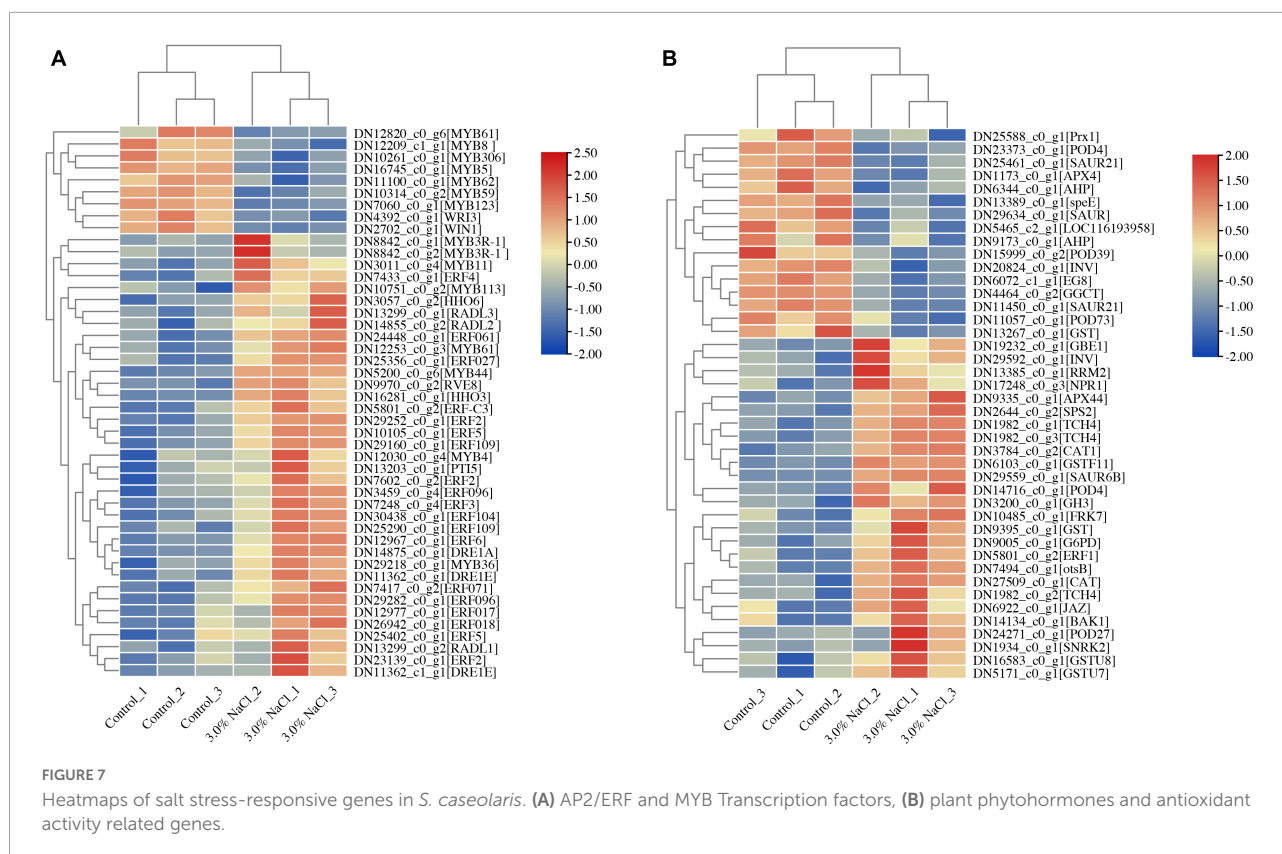 A
DN12820_c0_g6[MYB61]
DN12209_c1_g1[MYB8 ]
DN10261_c0_g1[MYB306]
DN16745_c0_g1[MYB5]
DN11100_c0_g1[MYB62]
DN10314_c0_g2[MYB59]
DN7060_c0_g1[MYB123]
DN4392_c0_g1[WRI3]
DN2702_c0_g1[WIN1]
DN8842_c0_g1[MYB3R-1]
DN8842_c0_g2[MYB3R-1 ]
DN3011_c0_g4[MYB11]
DN7433_c0_g1[ERF4]
DN10751_c0_g2[MYB113]
DN3057_c0_g2[HHO6]
DN13299_c0_g1[RADL3]
DN14855_c0_g2[RADL2 ]
DN24448_c0_g1[ERF061]
DN12253_c0_g3[MYB61]
DN25356_c0_g1[ERF027]
DN5200_c0_g6[MYB44]
DN9970_c0_g2[RVE8]
DN16281_c0_g1[HHO3]
DN5801_c0_g2[ERF-C3]
DN29252_c0_g1[ERF2]
DN10105_c0_g1[ERF5]
DN29160_c0_g1[ERF109]
DN12030_c0_g4[MYB4]
DN13203_c0_g1[PTI5]
DN7602_c0_g2[ERF2]
DN3459_c0_g4[ERF096]
DN7248_c0_g4[ERF3]
DN30438_c0_g1[ERF104]
DN25290_c0_g1[ERF109]
DN12967_c0_g1[ERF6]
DN14875_c0_g1[DRE1A]
DN29218_c0_g1[MYB36]
DN11362_c0_g1[DRE1E]
DN7417_c0_g2[ERF071]
DN29282_c0_g1[ERF096]
DN12977_c0_g1[ERF017]
DN26942_c0_g1[ERF018]
DN25402_c0_g1[ERF5]
DN13299_c0_g2[RADL1]
DN23139_c0_g1[ERF2]
DN11362_c1_g1[DRE1E]
Control_1
Control_2
Control_3
3.0% NaCl_2
3.0% NaCl_1
3.0% NaCl_3
2.50
2.00
1.50
1.00
0.50
0.00
-0.50
-1.00
-1.50
-2.00
B
DN25588_c0_g1[Prx1]
DN23373_c0_g1[POD4]
DN25461_c0_g1[SAUR21]
DN1173_c0_g1[APX4]
DN6344_c0_g1[AHP]
DN13389_c0_g1[speE]
DN29634_c0_g1[SAUR]
DN5465_c2_g1[LOC116193958]
DN9173_c0_g1[AHP]
DN15999_c0_g2[POD39]
DN20824_c0_g1[INV]
DN6072_c1_g1[EG8]
DN4464_c0_g2[GGCT]
DN11450_c0_g1[SAUR21]
DN11057_c0_g1[POD73]
DN13267_c0_g1[GST]
DN19232_c0_g1[GBE1]
DN29592_c0_g1[INV]
DN13385_c0_g1[RRM2]
DN17248_c0_g3[NPR1]
DN9335_c0_g1[APX44]
DN2644_c0_g2[SPS2]
DN1982_c0_g1[TCH4]
DN1982_c0_g3[TCH4]
DN3784_c0_g2[CAT1]
DN6103_c0_g1[GSTF11]
DN29559_c0_g1[SAUR6B]
DN14716_c0_g1[POD4]
DN3200_c0_g1[GH3]
DN10485_c0_g1[FRK7]
DN9395_c0_g1[GST]
DN9005_c0_g1[G6PD]
DN5801_c0_g2[ERF1]
DN7494_c0_g1[otsB]
DN27509_c0_g1[CAT]
DN1982_c0_g2[TCH4]
DN6922_c0_g1[JAZ]
DN14134_c0_g1[BAK1]
DN24271_c0_g1[POD27]
DN1934_c0_g1[SNRK2]
DN16583_c0_g1[GSTU8]
DN5171_c0_g1[GSTU7]
Control_3
Control_1
Control_2
3.0% NaCl_2
3.0% NaCl_1
3.0% NaCl_3
2.00
1.50
1.00
0.50
0.00
-0.50
-1.00
-1.50
-2.00
FIGURE 7
Heatmaps of salt stress-responsive genes in S. caseolaris. (A) AP2/ERF and MYB Transcription factors, (B) plant phytohormones and antioxidant
activity related genes.